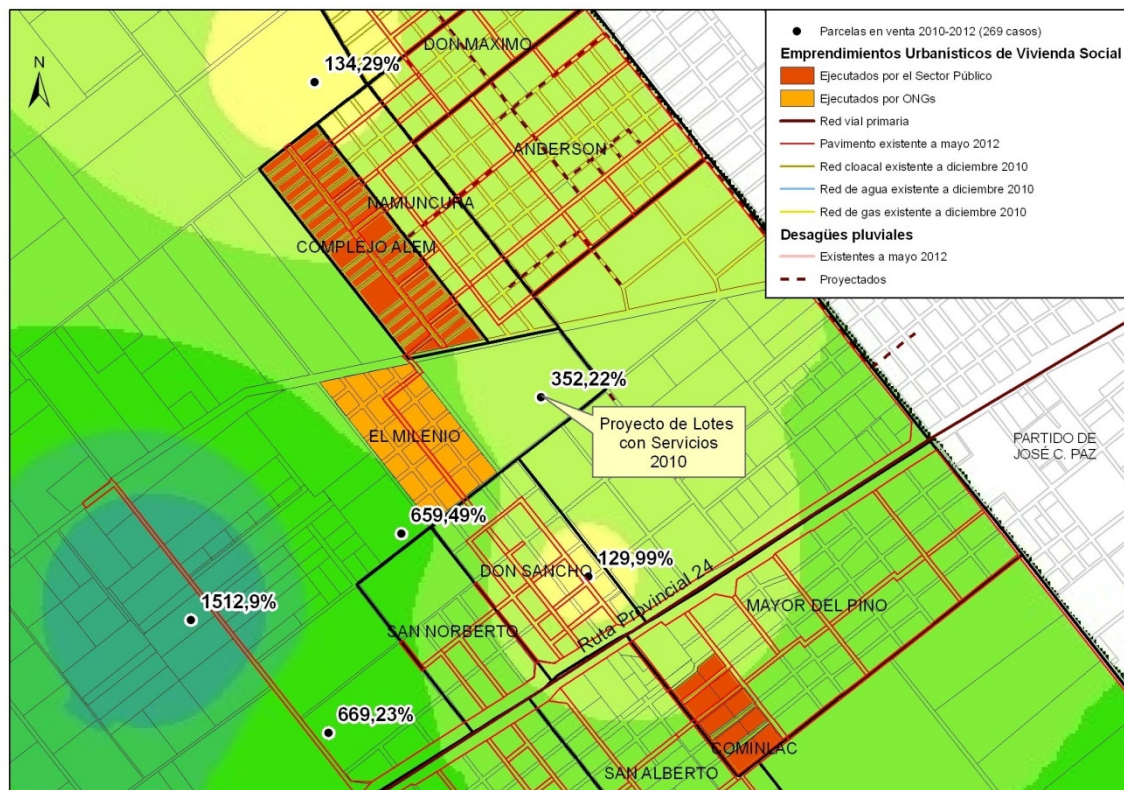 N
134,29%
DON MAXIMO
ANDERSON
NAMUNCURA
COMPLEJO ALEM
352,22%
Proyecto de Lotes
con Servicios
2010
EL MILENIO
659,49%
129,99%
DON SANCHO
Ruta Provincial 24
MAYOR DEL PINO
1512,9%
SAN NORBERTO
669,23%
COMINLAC
SAN ALBERTO
PARTIDO DE
JOSÉ C. PAZ
Parcelas en venta 2010-2012 (269 casos)
Emprendimientos Urbanísticos de Vivienda Social
Ejecutados por el Sector Público
Ejecutados por ONGs
Red vial primaria
Pavimento existente a mayo 2012
Red cloacal existente a diciembre 2010
Red de agua existente a diciembre 2010
Red de gas existente a diciembre 2010
Desagües pluviales
Existentes a mayo 2012
Proyectados